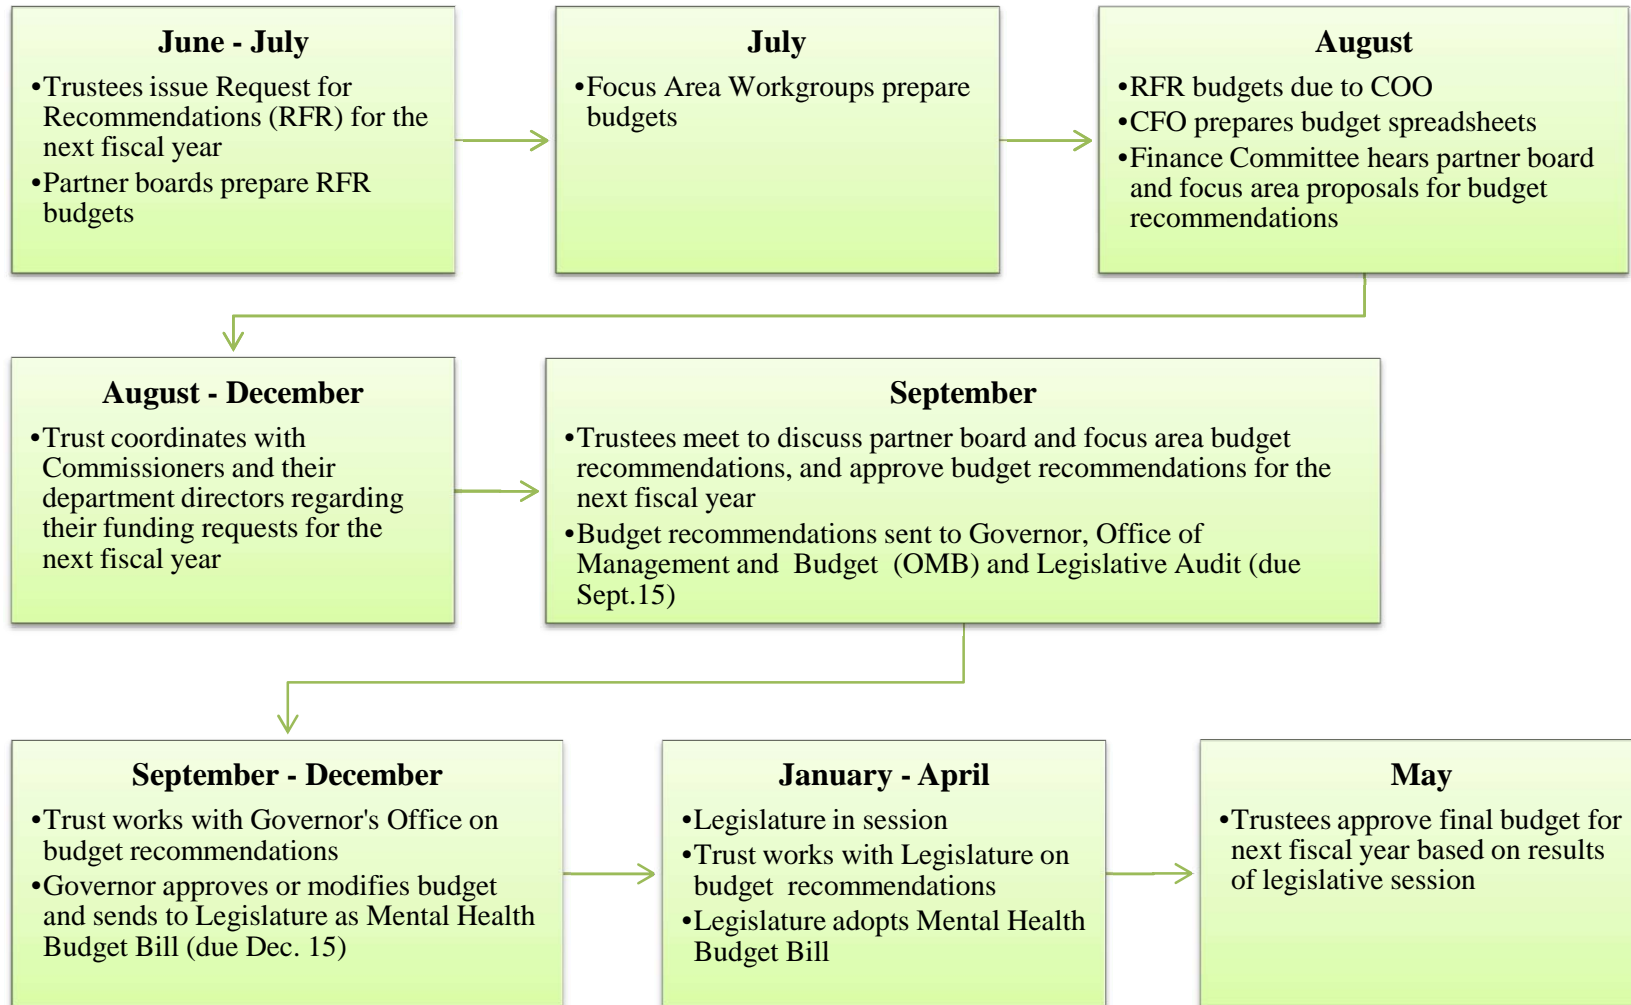 June - July
•Trustees issue Request for
Recommendations (RFR) for the
next fiscal year
•Partner boards prepare RFR
budgets
July
•Focus Area Workgroups prepare
budgets
August
•RFR budgets due to COO
•CFO prepares budget spreadsheets
•Finance Committee hears partner board
and focus area proposals for budget
recommendations
August - December
•Trust coordinates with
Commissioners and their
department directors regarding
their funding requests for the
next fiscal year
September
•Trustees meet to discuss partner board and focus area budget
recommendations, and approve budget recommendations for the
next fiscal year
•Budget recommendations sent to Governor, Office of
Management and Budget (OMB) and Legislative Audit (due
Sept.15)
September - December
•Trust works with Governor's Office on
budget recommendations
•Governor approves or modifies budget
and sends to Legislature as Mental Health
Budget Bill (due Dec. 15)
January - April
•Legislature in session
•Trust works with Legislature on
budget recommendations
•Legislature adopts Mental Health
Budget Bill
May
•Trustees approve final budget for
next fiscal year based on results
of legislative session